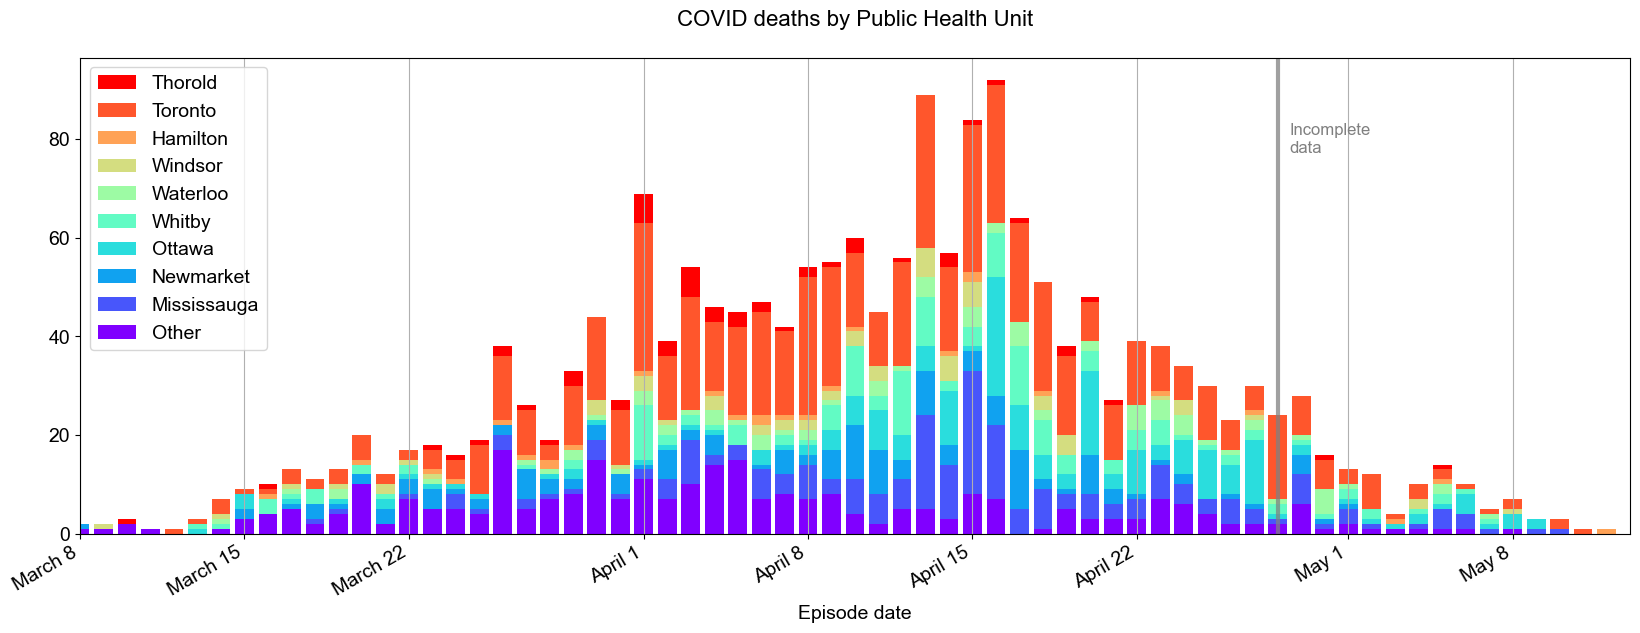 COVID deaths by Public Health Unit
Thorold
Toronto
Hamilton
Windsor
Waterloo
Whitby
Ottawa
Newmarket
Mississauga
Other
Incomplete
data
80
60
40
20
0
March 8
March 15
March 22
April 1
April 8
April 15
April 22
May 1
May 8
Episode date